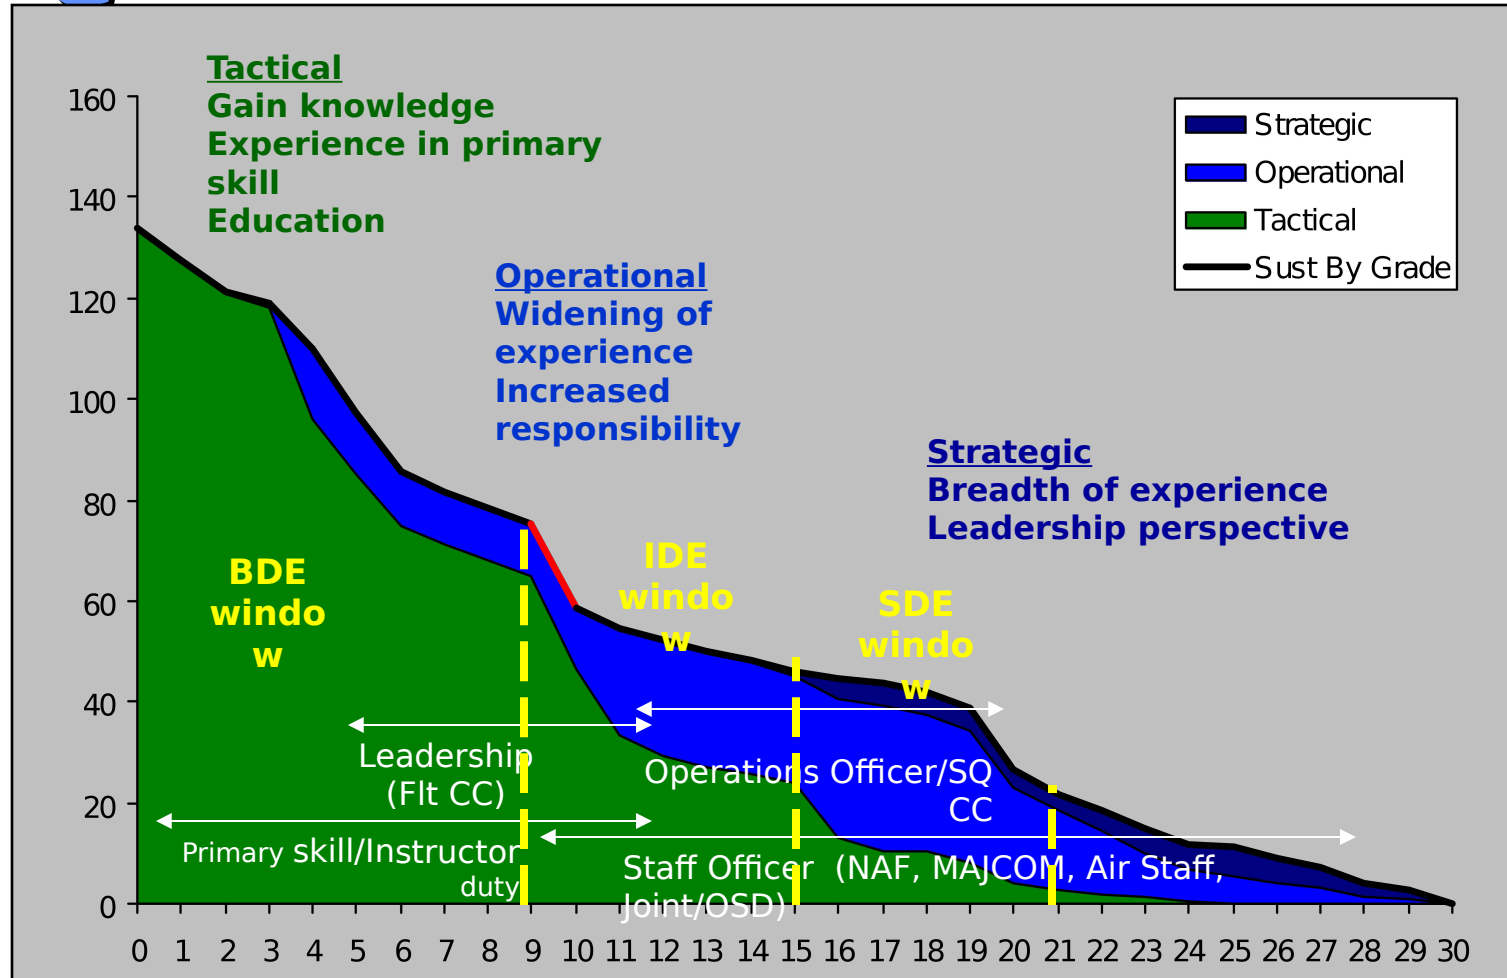 Tactical
Gain knowledge
Experience in primary
skill
Education
Operational
Widening of
experience
Increased
responsibility
Strategic
Breadth of experience
Leadership perspective
Strategic
Operational
Tactical
Sust By Grade
160
140
120
100
80
60
40
20
0
BDE
windo
w
IDE
windo
w
SDE
windo
w
Leadership
(Flt CC)
Operations Officer/SQ
CC
Primary skill/Instructor
duty
Staff Officer (NAF, MAJCOM, Air Staff,
Joint/OSD)
0 1 2 3 4 5 6 7 8 9 10 11 12 13 14 15 16 17 18 19 20 21 22 23 24 25 26 27 28 29 30